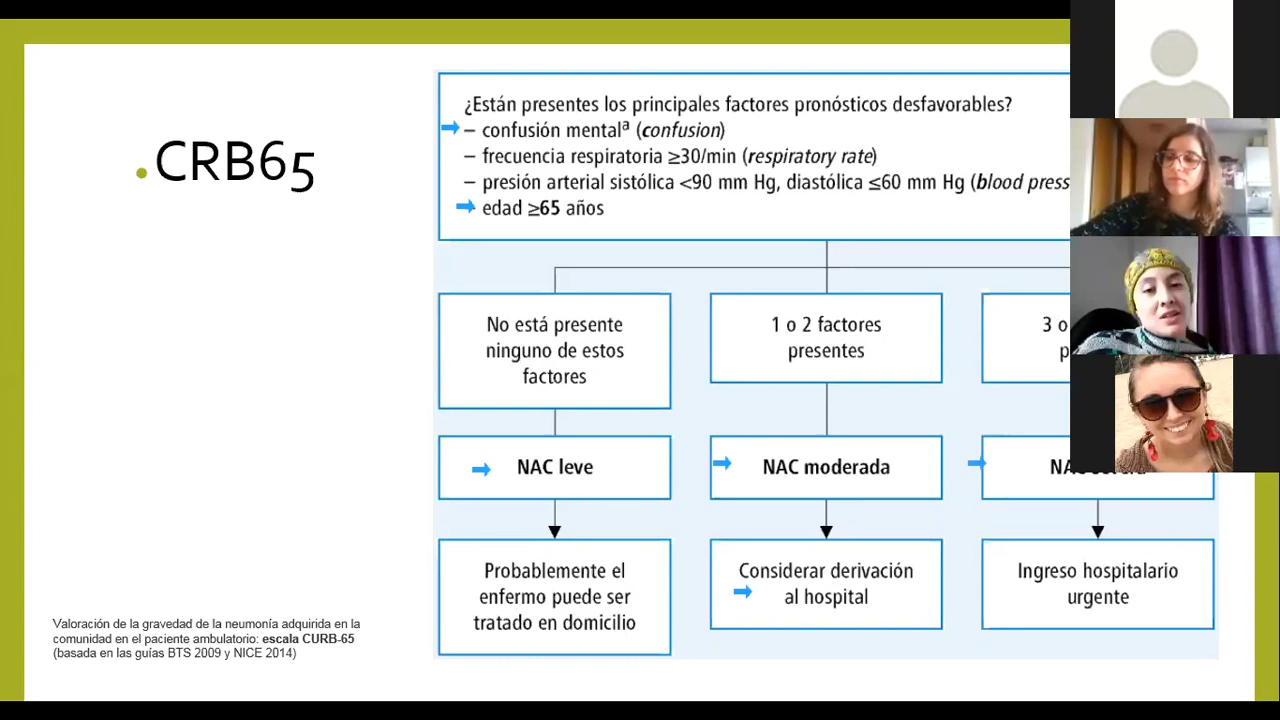 CRB65
¿Están presentes los principales factores pronósticos desfavorables?
– confusión mentalª (confusion)
– frecuencia respiratoria ≥30/min (respiratory rate)
– presión arterial sistólica <90 mm Hg, diastólica ≤60 mm Hg (blood press
edad ≥65 años
No está presente
ninguno de estos
factores
1 o 2 factores
presentes
3 o
NAC leve
NAC moderada
NAC
Probablemente el
enfermo puede ser
tratado en domicilio
Considerar derivación
al hospital
Ingreso hospitalario
urgente
Valoración de la gravedad de la neumonía adquirida en la
comunidad en el paciente ambulatorio: escala CURB-65
(basada en las guías BTS 2009 y NICE 2014)